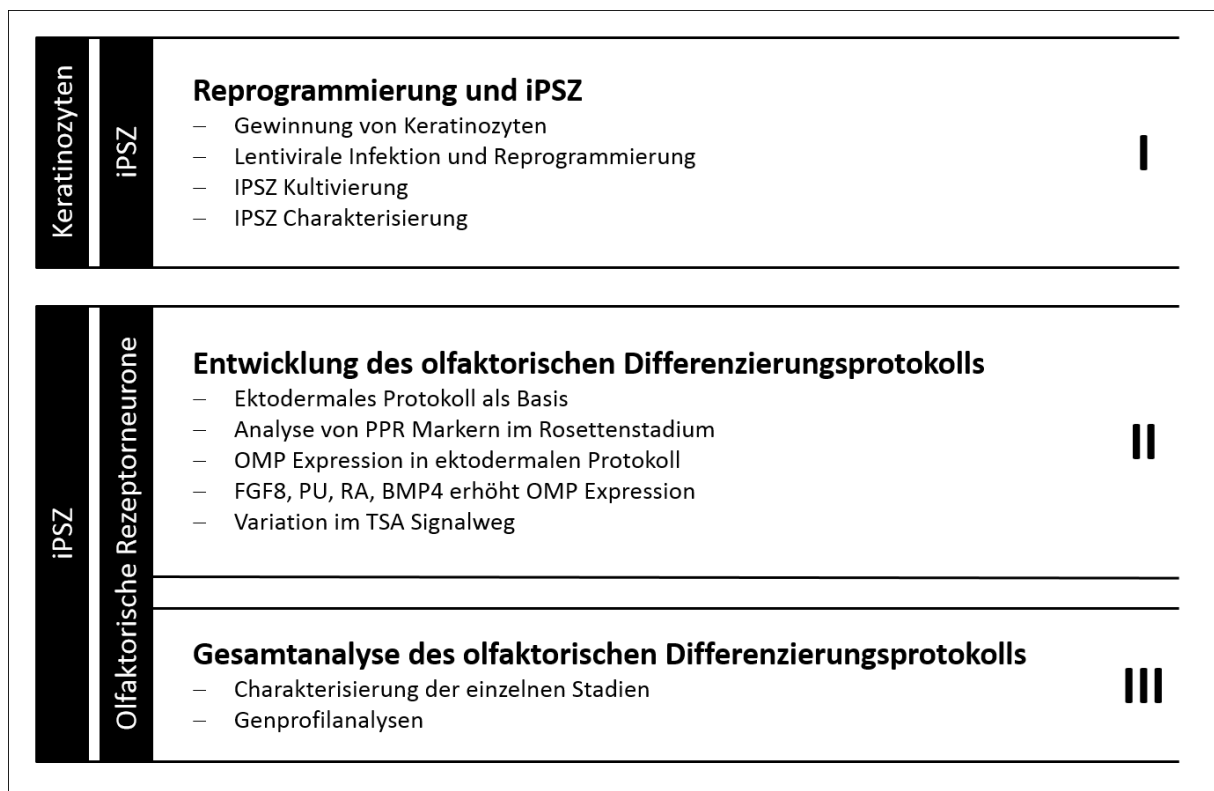 Keratinozyten
iPSZ
Reprogrammierung und iPSZ
– Gewinnung von Keratinozyten
– Lentivirale Infektion und Reprogrammierung
– IPSZ Kultivierung
– IPSZ Charakterisierung
I
iPSZ
Olfaktorische Rezeptorneurone
Entwicklung des olfaktorischen Differenzierungsprotokolls
– Ektodermales Protokoll als Basis
– Analyse von PPR Markern im Rosettenstadium
– OMP Expression in ektodermalen Protokoll
– FGF8, PU, RA, BMP4 erhöht OMP Expression
– Variation im TSA Signalweg
II
Gesamtanalyse des olfaktorischen Differenzierungsprotokolls
– Charakterisierung der einzelnen Stadien
– Genprofilanalysen
III